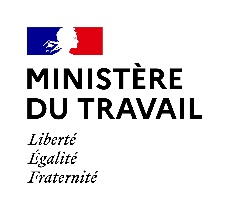 MINISTÈRE
DU TRAVAIL
Liberté
Égalité
Fraternité